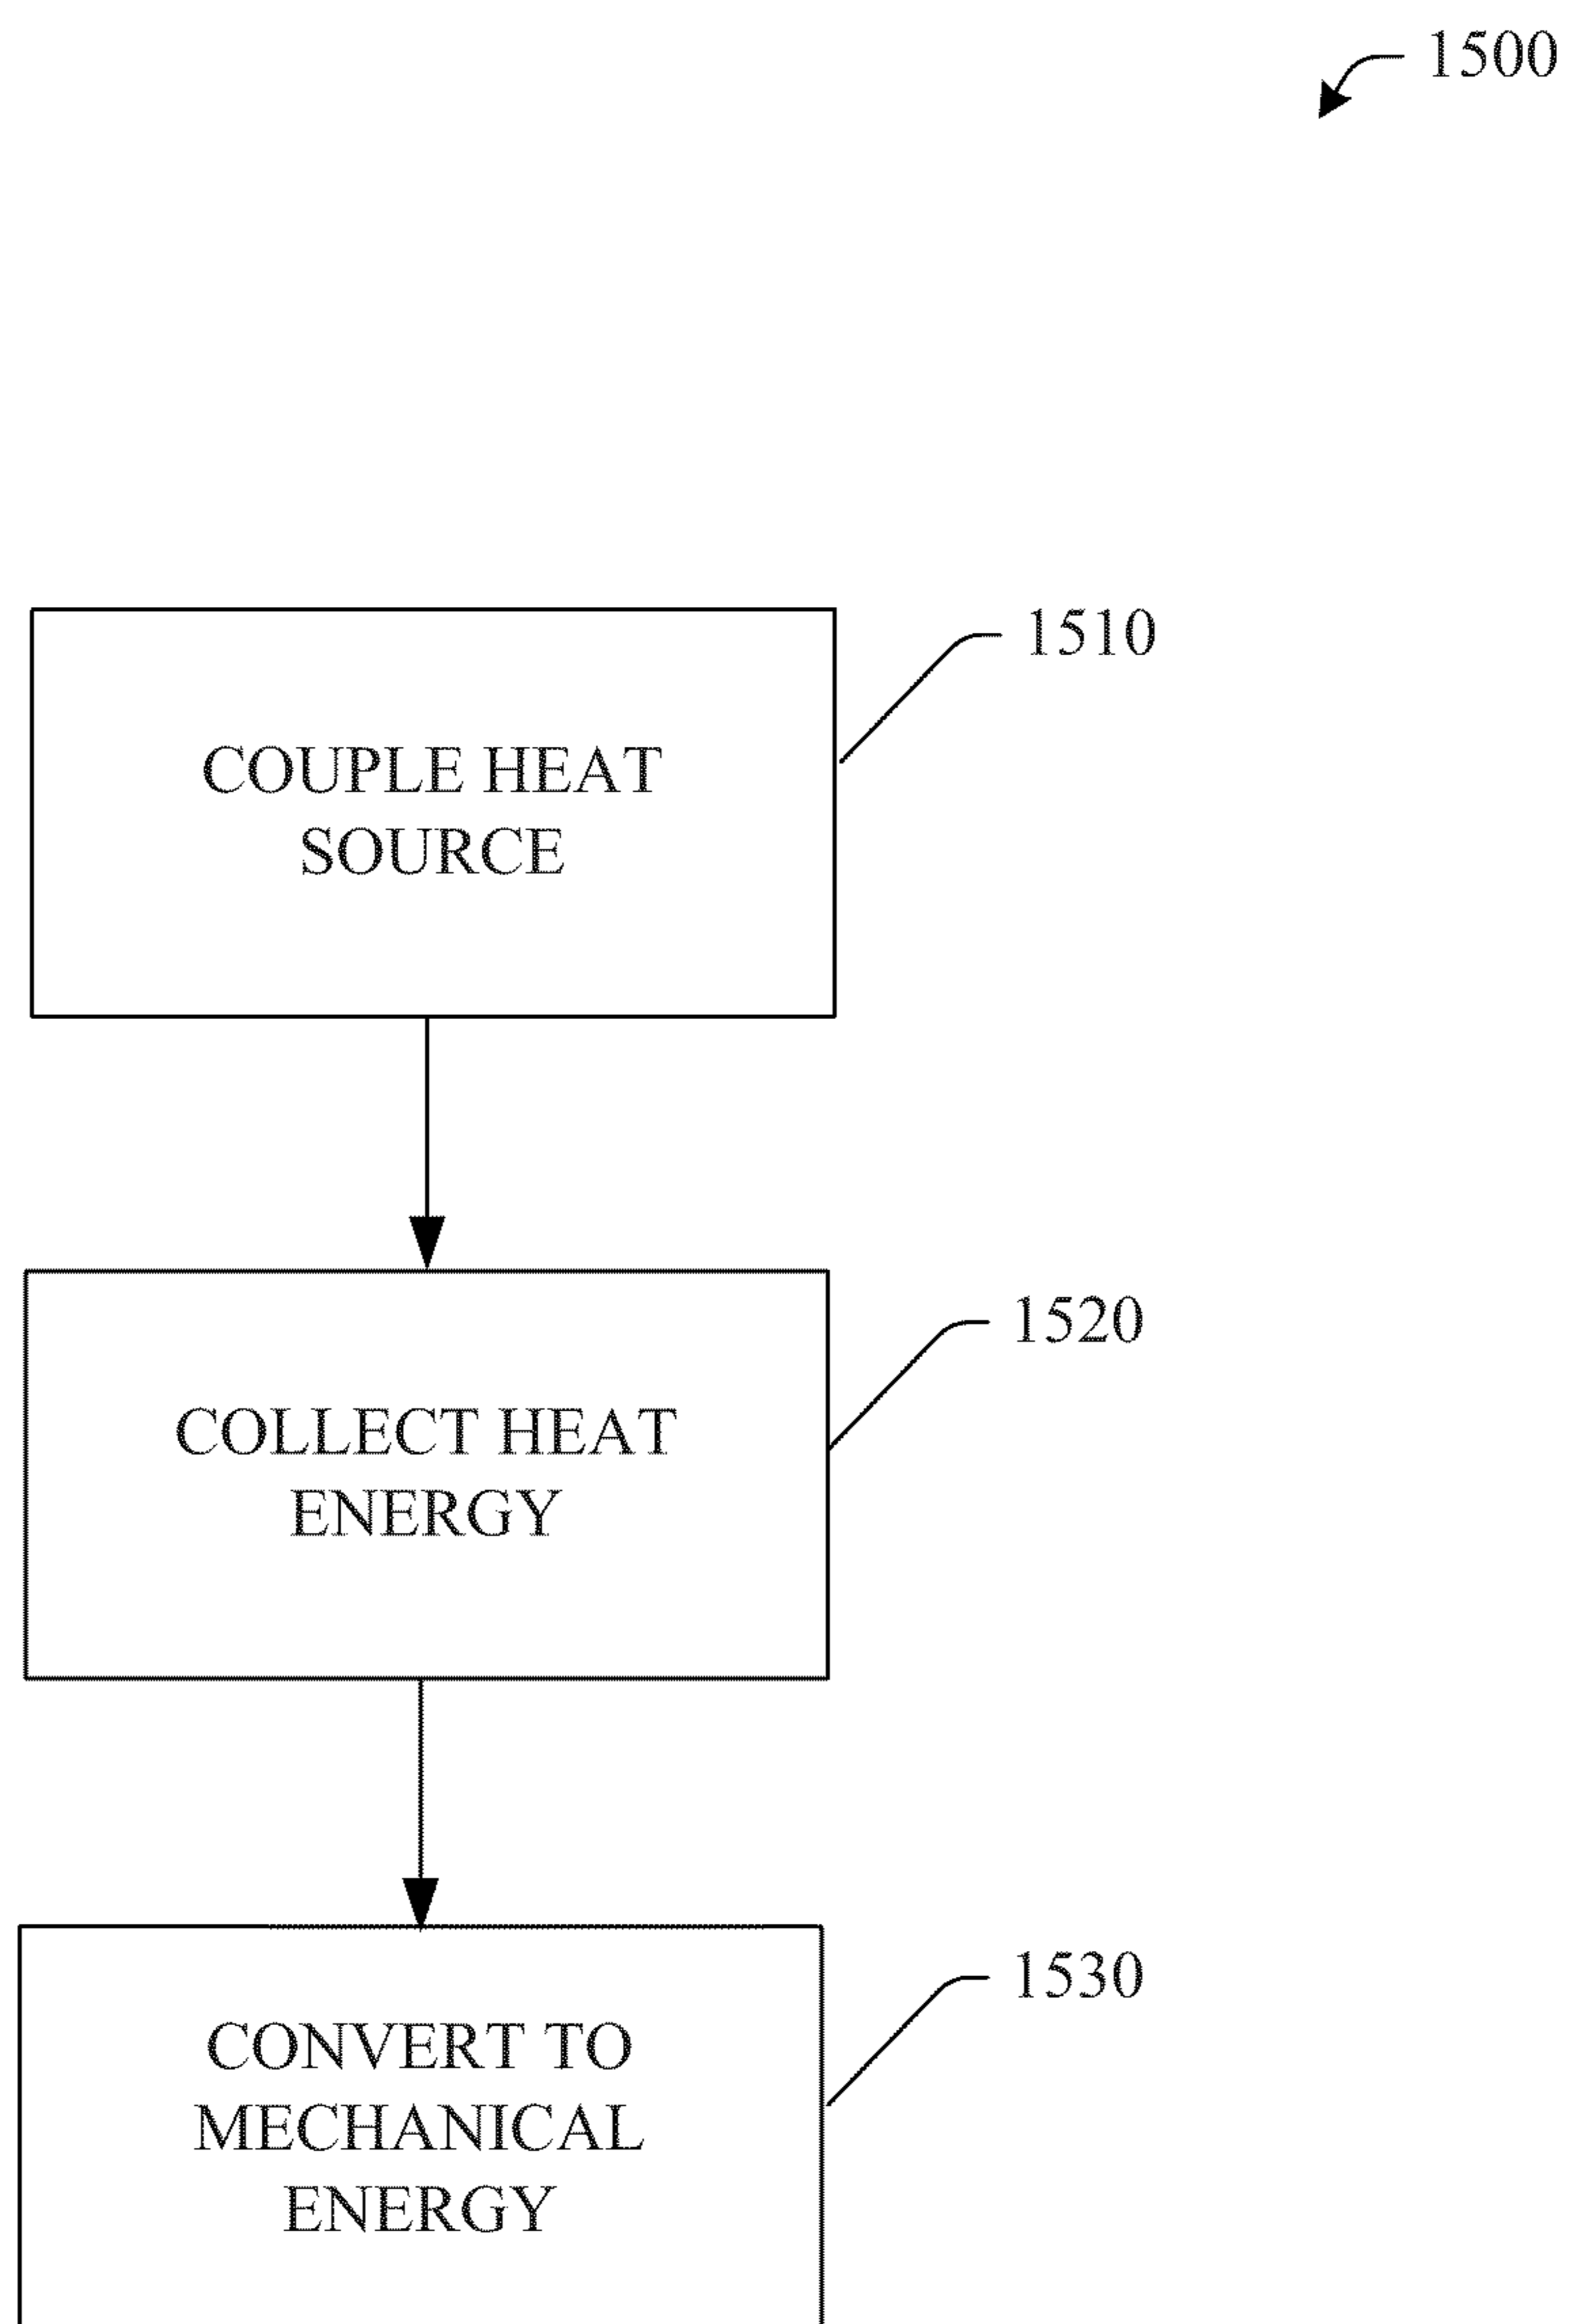 1500
1510
COUPLE HEAT
SOURCE
1520
COLLECT HEAT
ENERGY
1530
CONVERT TO
MECHANICAL
ENERGY